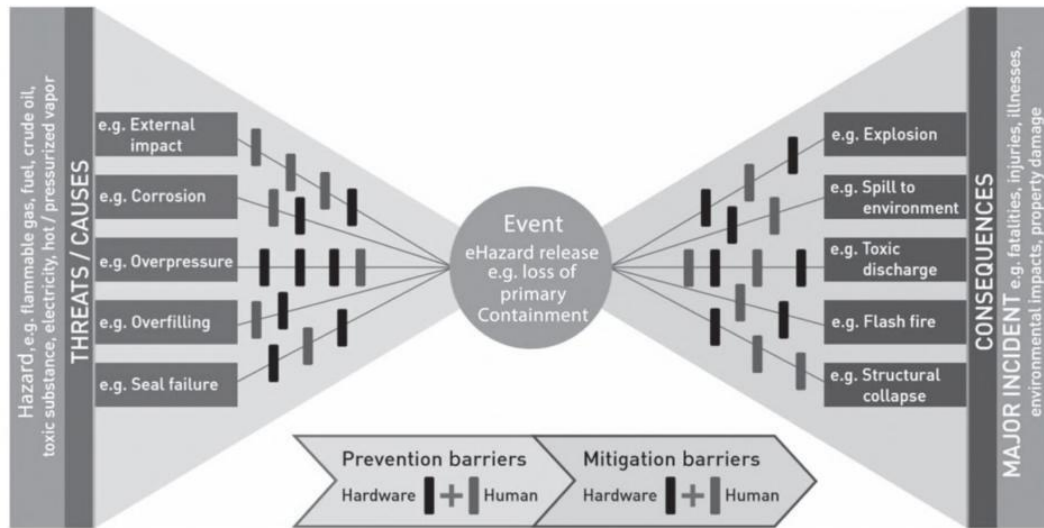 Hazard, e.g. flammable gas, fuel, crude oil,
toxic substance, electricity, hot / pressurized vapor
THREATS / CAUSES
e.g. External
impact
e.g. Corrosion
e.g. Overpressure
e.g. Overfilling
e.g. Seal failure
Event
eHazard release
e.g. loss of
primary
Containment
e.g. Explosion
e.g. Spill to
environment
e.g. Toxic
discharge
e.g. Flash fire
e.g. Structural
collapse
CONSEQUENCES
MAJOR INCIDENT e.g. fatalities, injuries, illnesses,
environmental impacts, property damage
Prevention barriers
Hardware + Human
Mitigation barriers
Hardware + Human